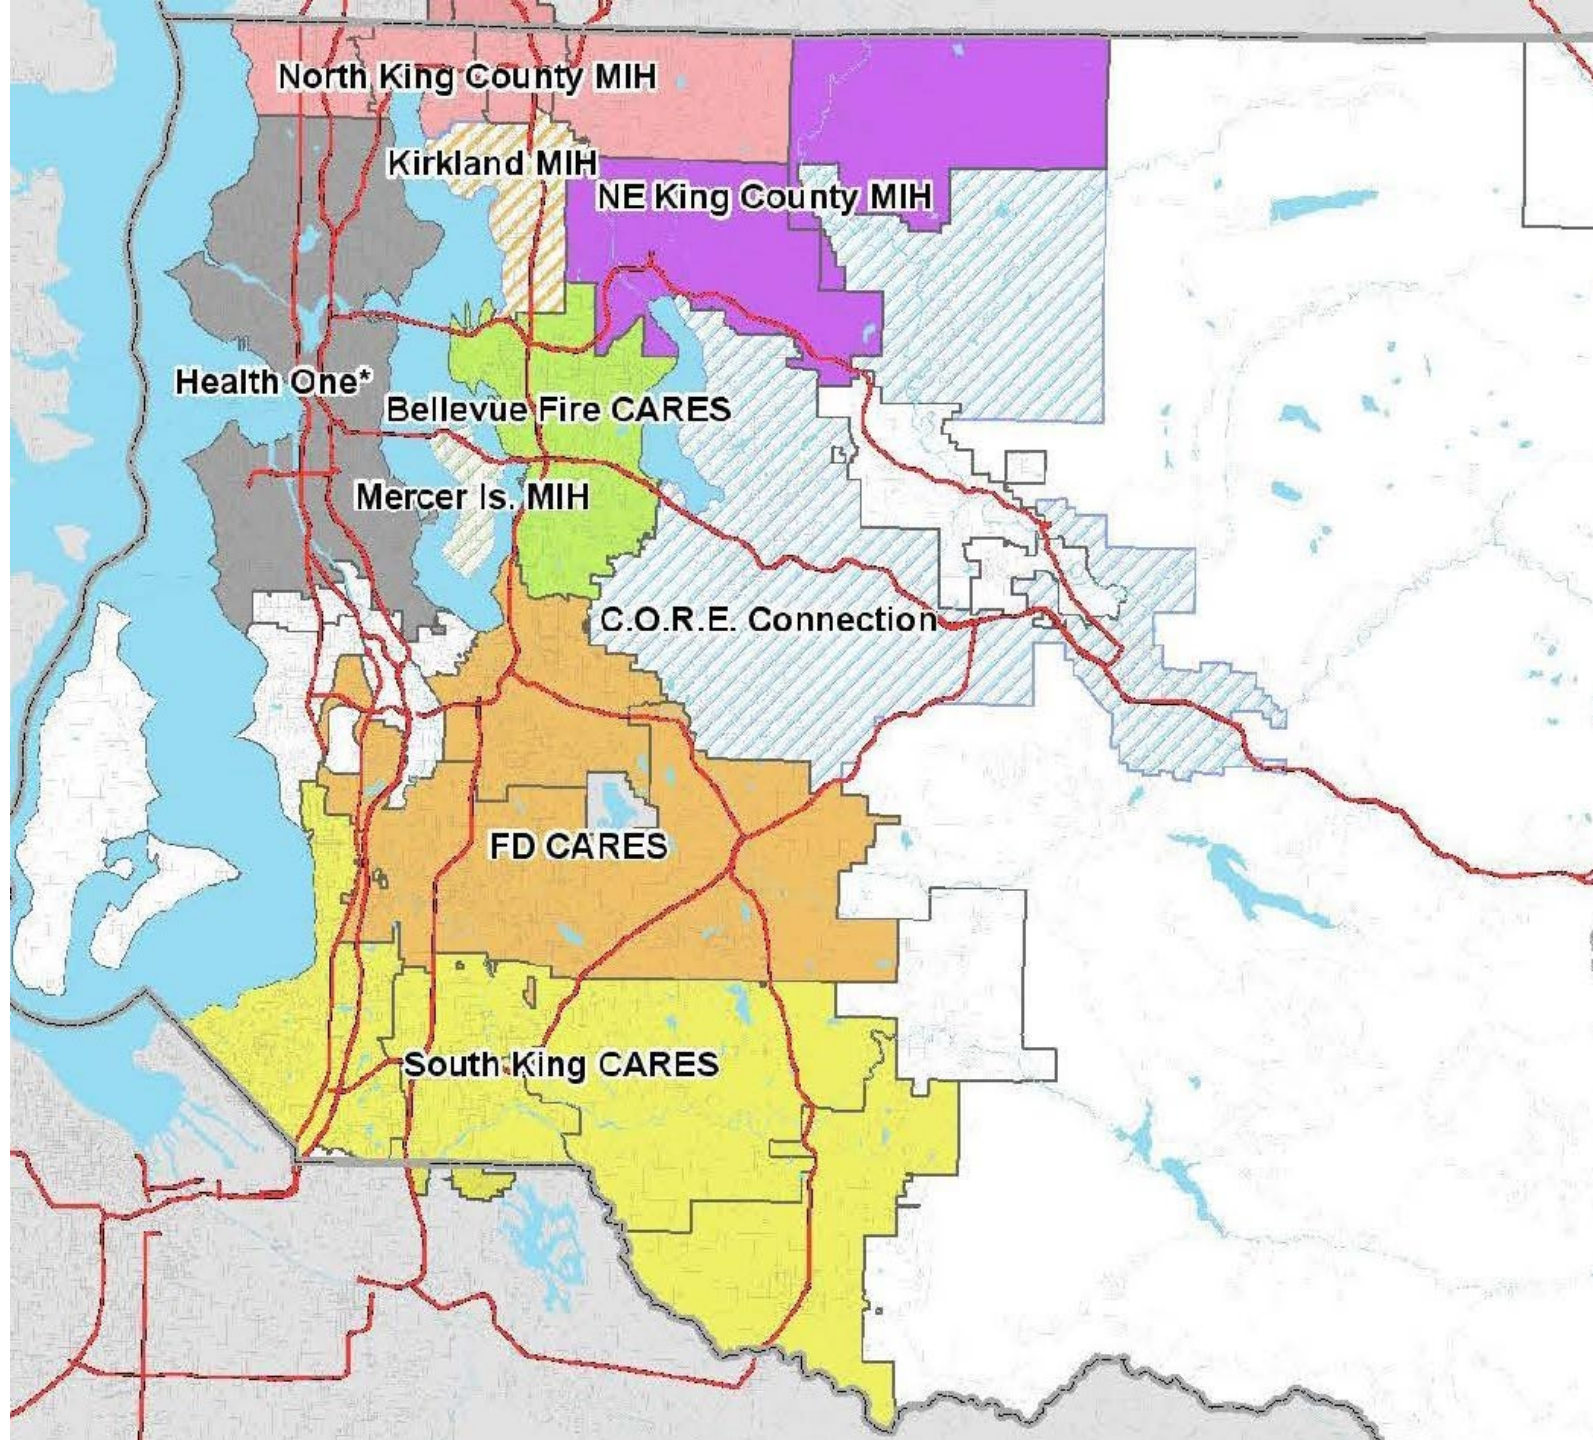 North King County MIH
Kirkland MIH
NE King County MIH
Health One*
Bellevue Fire CARES
Mercer Is. MIH
C.O.R.E. Connection
FD CARES
South King CARES